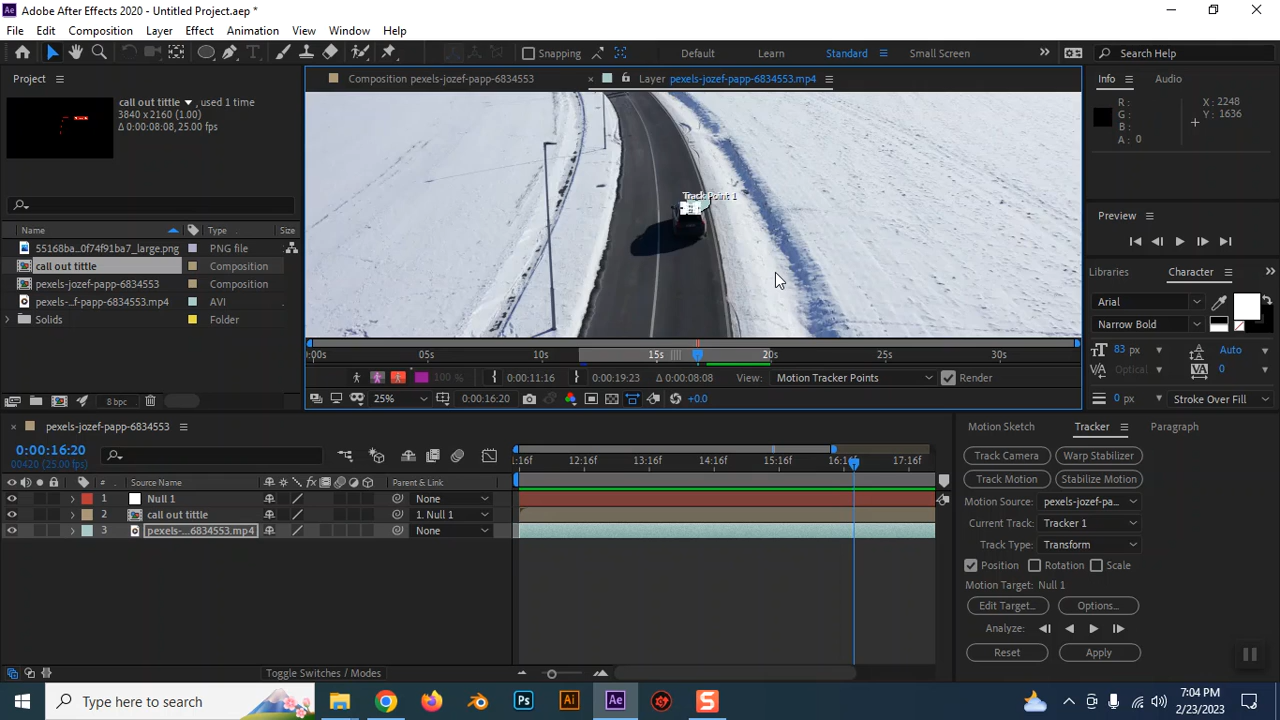 Adobe After Effects 2020 - Untitled Project.aep *
File Edit Composition Layer Effect Animation View Window Help
Snapping Default Learn Standard Small Screen Search Help
Project
call out tittle , used 1 time
3840 x 2160 (1.00)
Δ 0:00:08:08, 25.00 fps
Name Type Size
55168ba...0f74f91ba7_large.png PNG file
call out tittle Composition
pexels-jozef-papp-6834553 Composition
pexels-...f-papp-6834553.mp4 AVI
Solids Folder
8 bpc
Composition pexels-jozef-papp-6834553
Layer pexels-jozef-papp-6834553.mp4
Track Point 1
:00s 05s 10s 15s 20s 25s 30s
100 % 0:00:11:16 0:00:19:23 Δ 0:00:08:08 View: Motion Tracker Points Render
25% 0:00:16:20 +0.0
Info Audio
R: X: 2248
G: Y: 1636
B:
A: 0
Preview
Libraries Character
Arial
Narrow Bold
83 px Auto
Optical 0
0 px Stroke Over Fill
pexels-jozef-papp-6834553
0:00:16:20
00420 (25.00 fps)
# Source Name Parent & Link
1 Null 1 None
2 call out tittle 1. Null 1
3 pexels-...6834553.mp4 None
Toggle Switches / Modes
1:16f 12:16f 13:16f 14:16f 15:16f 16:16f 17:16f
Motion Sketch Tracker Paragraph
Track Camera Warp Stabilizer
Track Motion Stabilize Motion
Motion Source: pexels-jozef-pa...
Current Track: Tracker 1
Track Type: Transform
Position Rotation Scale
Motion Target: Null 1
Edit Target... Options...
Analyze:
Reset Apply
Type here to search
7:04 PM
2/23/2023